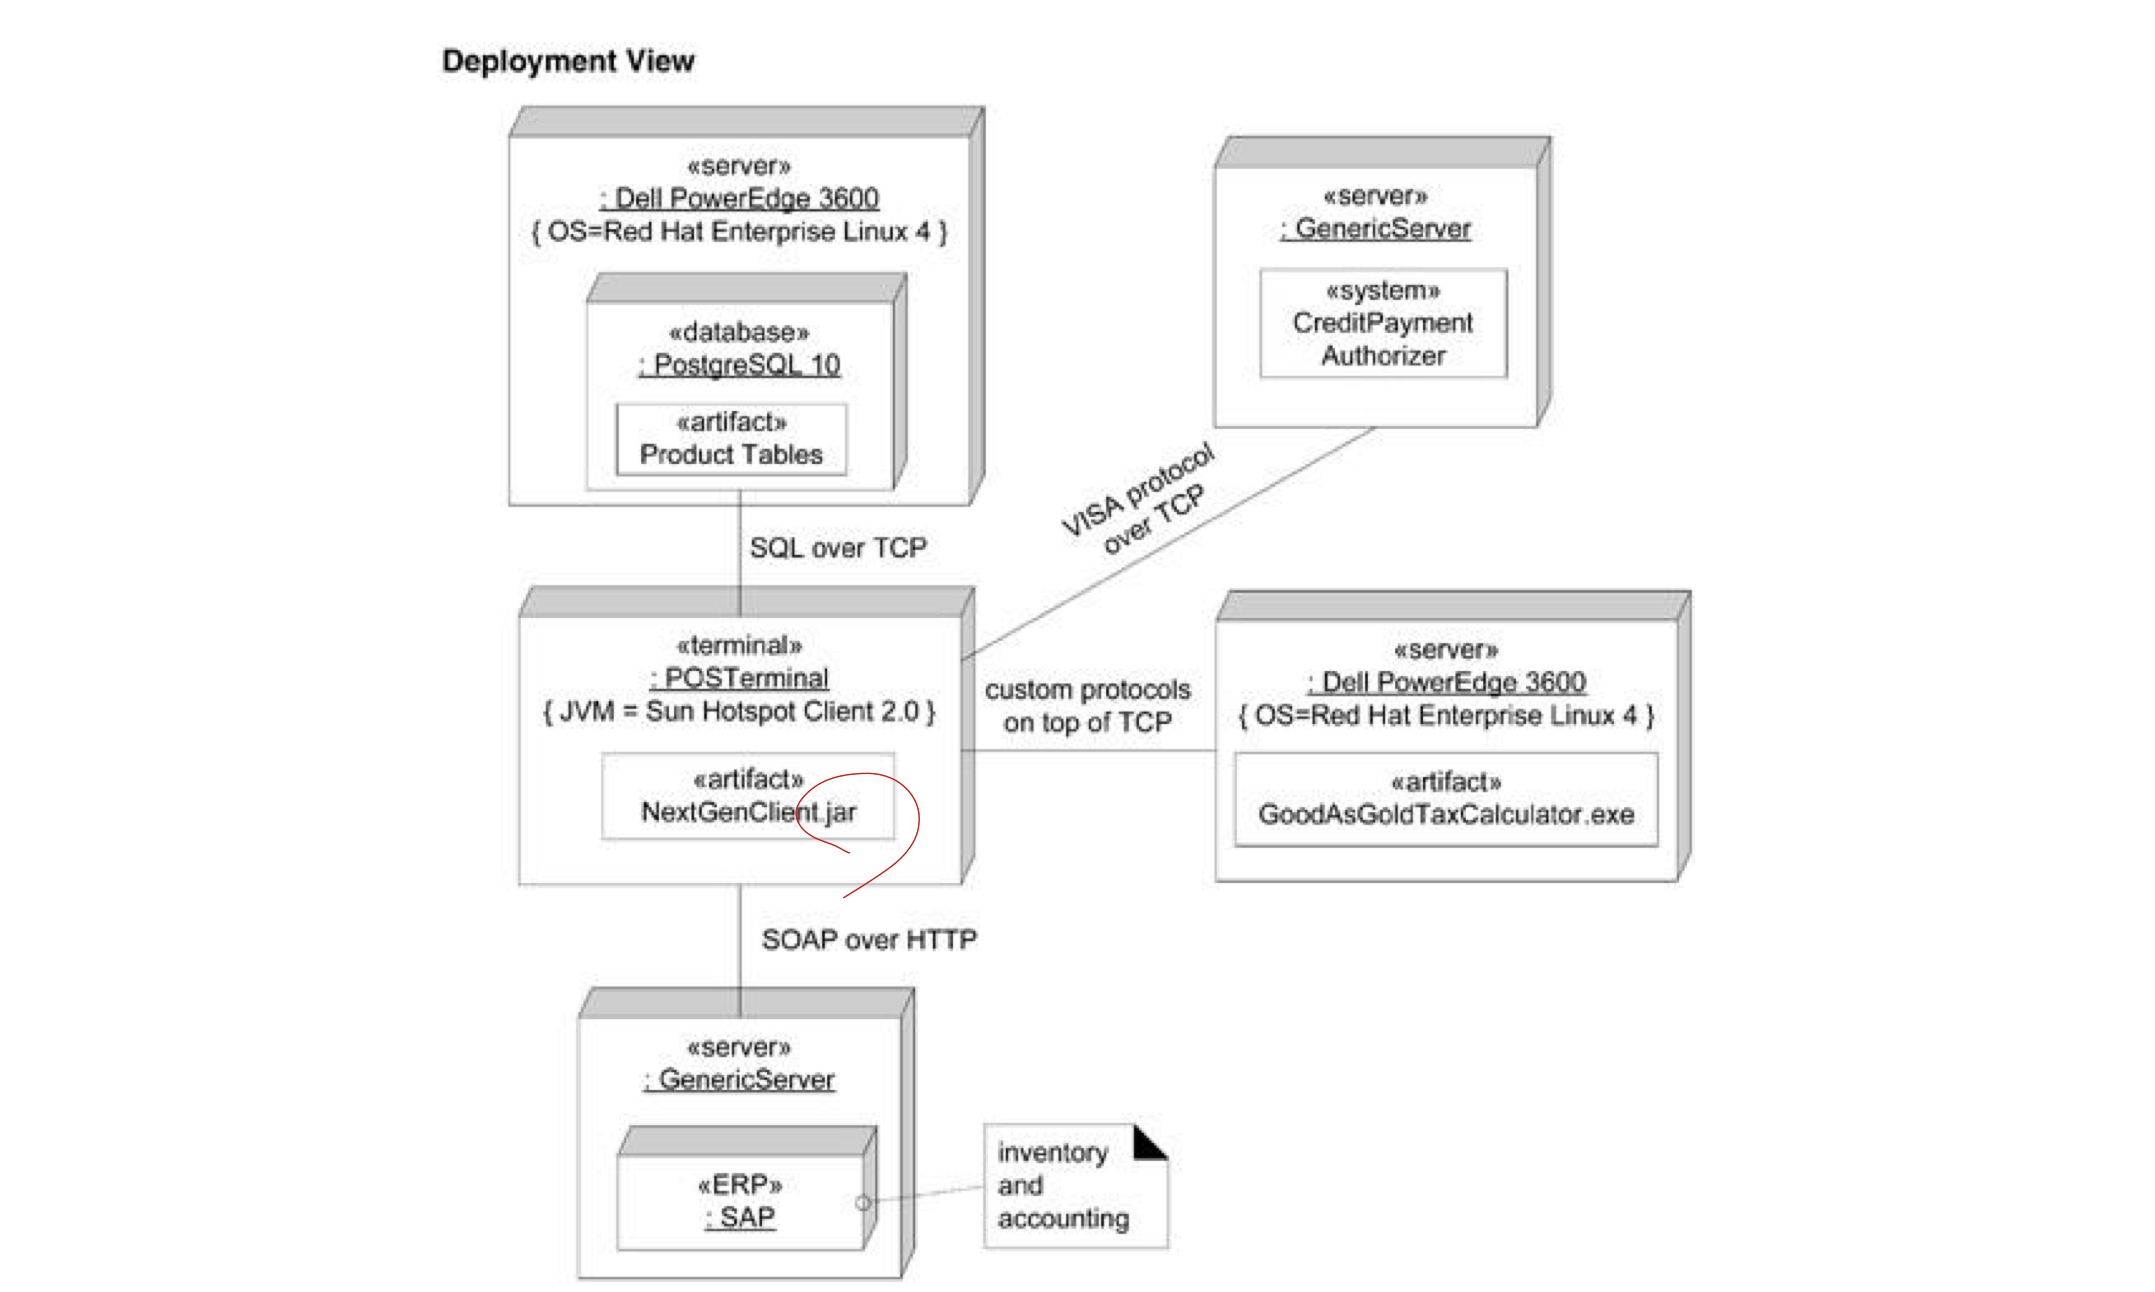 Deployment View
«server»
: Dell PowerEdge 3600
{ OS=Red Hat Enterprise Linux 4 }
«database»
: PostgreSQL 10
«artifact»
Product Tables
«server»
: GenericServer
«system»
CreditPayment
Authorizer
SQL over TCP
VISA protocol
over TCP
«terminal»
: POSTerminal
{ JVM = Sun Hotspot Client 2.0 }
«artifact»
NextGenClient.jar
custom protocols
on top of TCP
«server»
: Dell PowerEdge 3600
{ OS=Red Hat Enterprise Linux 4 }
«artifact»
GoodAsGoldTaxCalculator.exe
SOAP over HTTP
«server»
: GenericServer
«ERP»
: SAP
inventory
and
accounting